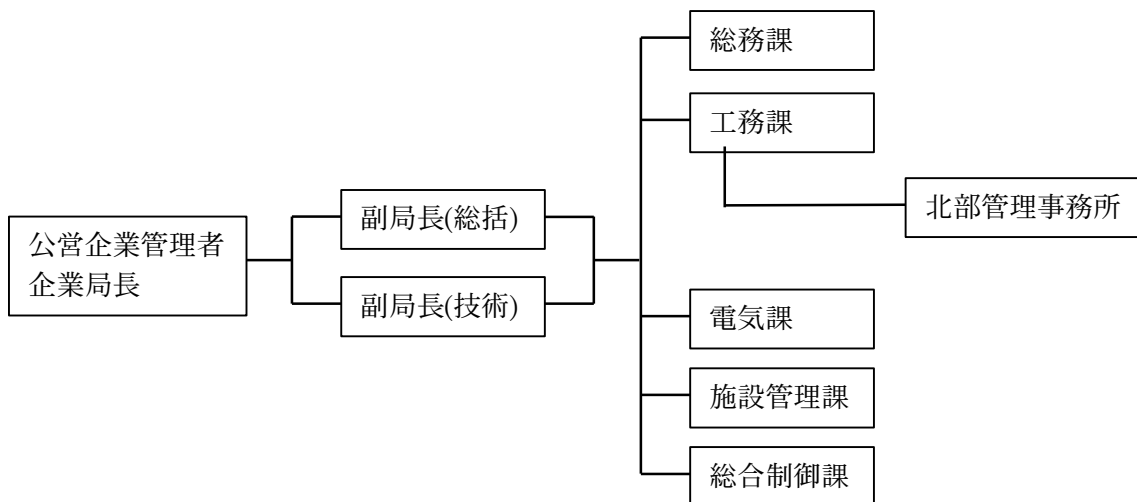 公営企業管理者
企業局長
副局長(総括)
副局長(技術)
総務課
工務課
北部管理事務所
電気課
施設管理課
総合制御課